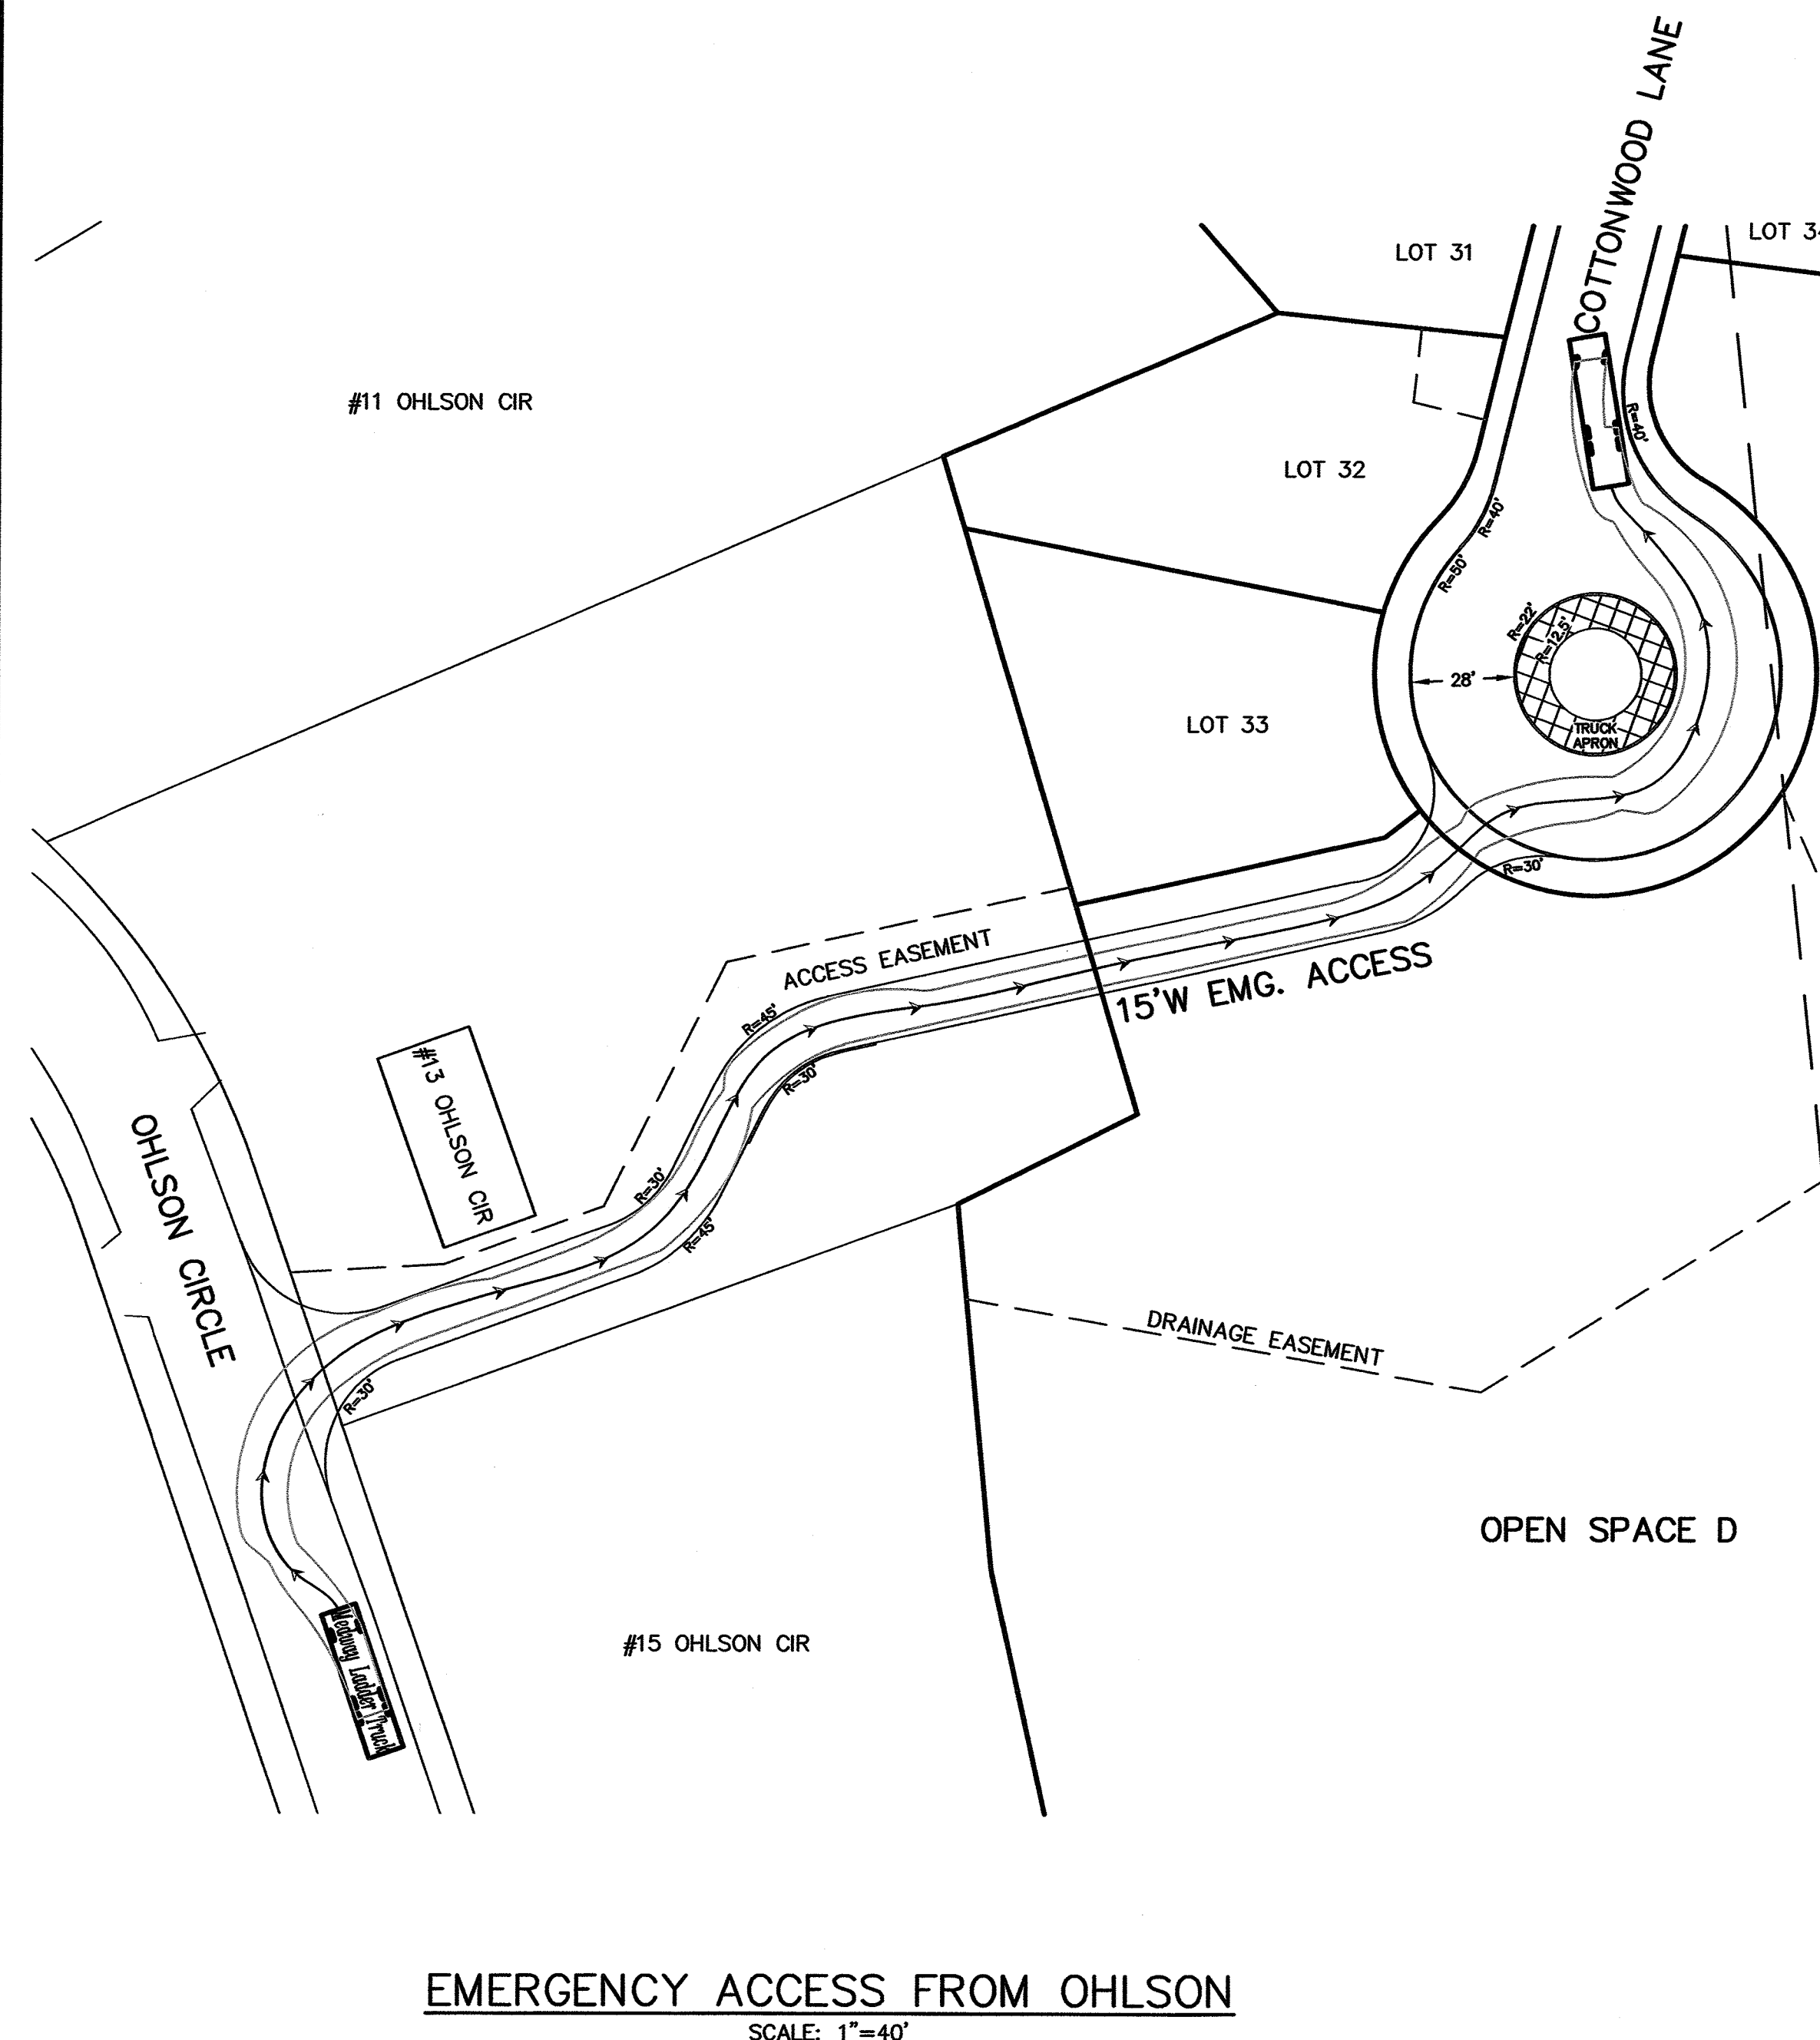 COTTONWOOD LANE
LOT 31
LOT 34
#11 OHLSON CIR
LOT 32
R=40'
R=40'
R=50'
R=22'
R=12.5'
28'
LOT 33
TRUCK
APRON
R=30'
ACCESS EASEMENT
15'W EMG. ACCESS
R=45'
R=30'
#13 OHLSON CIR
OHLSON CIRCLE
R=30'
R=45'
DRAINAGE EASEMENT
R=30'
OPEN SPACE D
#15 OHLSON CIR
Medway Ladder Truck
EMERGENCY ACCESS FROM OHLSON
SCALE: 1"=40'